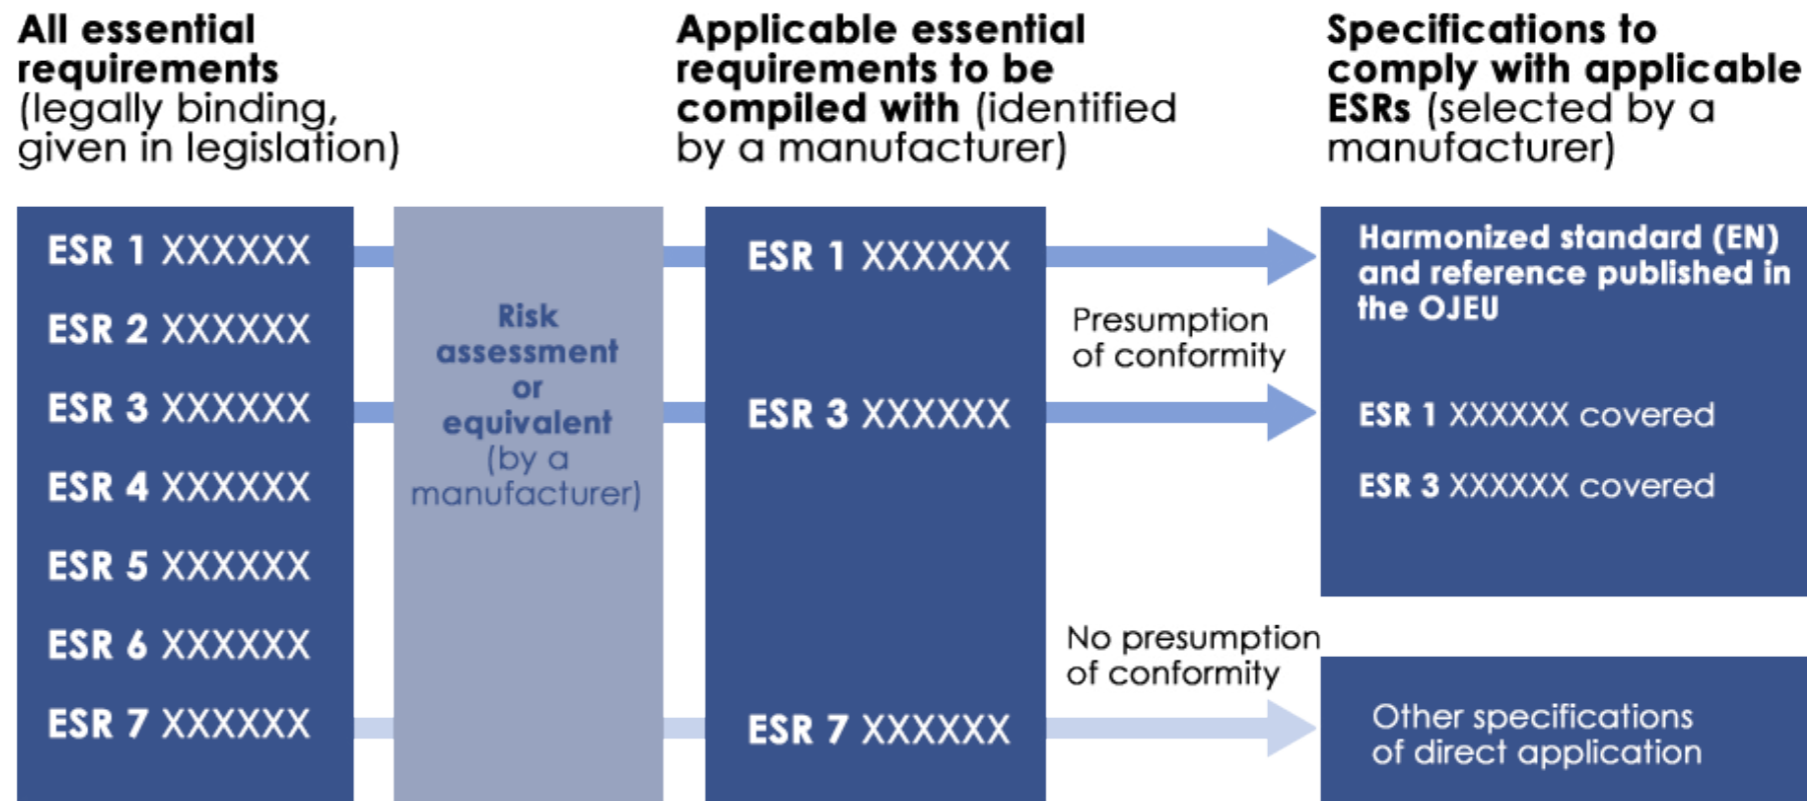 All essential
requirements
(legally binding,
given in legislation)
Applicable essential
requirements to be
compiled with (identified
by a manufacturer)
Specifications to
comply with applicable
ESRs (selected by a
manufacturer)
ESR 1 XXXXXX
ESR 2 XXXXXX
ESR 3 XXXXXX
ESR 4 XXXXXX
ESR 5 XXXXXX
ESR 6 XXXXXX
ESR 7 XXXXXX
Risk
assessment
or
equivalent
(by a
manufacturer)
ESR 1 XXXXXX
ESR 3 XXXXXX
ESR 7 XXXXXX
Presumption
of conformity
No presumption
of conformity
Harmonized standard (EN)
and reference published in
the OJEU
ESR 1 XXXXXX covered
ESR 3 XXXXXX covered
Other specifications
of direct application